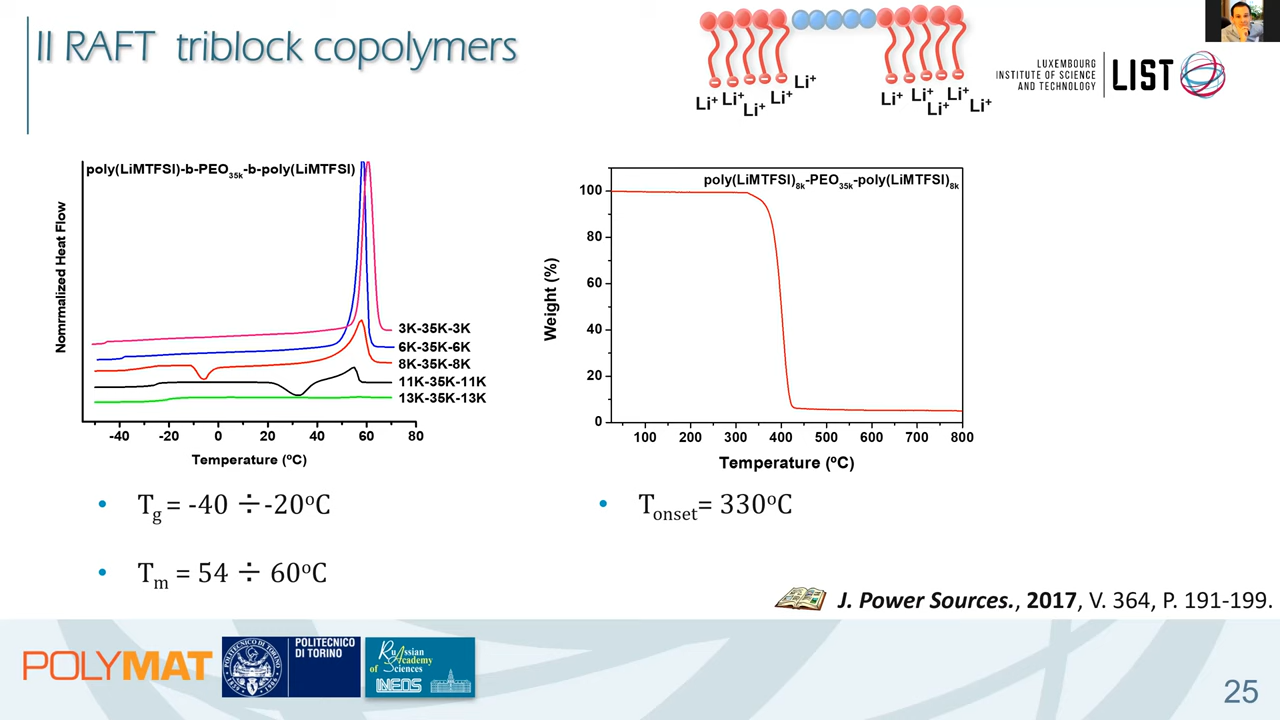 II RAFT triblock copolymers
Li⁺ Li⁺ Li⁺ Li⁺ Li⁺
Li⁺ Li⁺ Li⁺ Li⁺ Li⁺
LUXEMBOURG
INSTITUTE OF SCIENCE
AND TECHNOLOGY
LIST
poly(LiMTFSI)-b-PEO35k-b-poly(LiMTFSI)
Nomrmalized Heat Flow
3K-35K-3K
6K-35K-6K
8K-35K-8K
11K-35K-11K
13K-35K-13K
-40 -20 0 20 40 60 80
Temperature (ºC)
poly(LiMTFSI)8k-PEO35k-poly(LiMTFSI)8k
Weight (%)
100
80
60
40
20
0
100 200 300 400 500 600 700 800
Temperature (ºC)
• Tg = -40 ÷ -20ºC
• Tm = 54 ÷ 60ºC
• Tonset= 330ºC
J. Power Sources., 2017, V. 364, P. 191-199.
POLYMAT
POLITECNICO
DI TORINO
Russian
Academy
of Sciences
INEOS
25